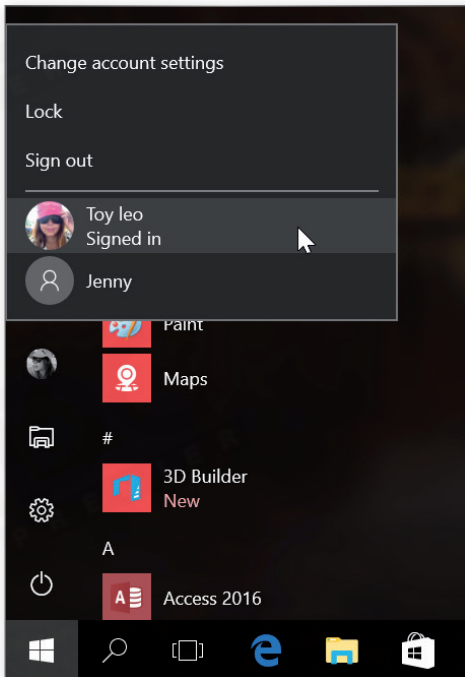 Change account settings
Lock
Sign out
Toy leo
Signed in
Jenny
Paint
Maps
#
3D Builder
New
A
Access 2016